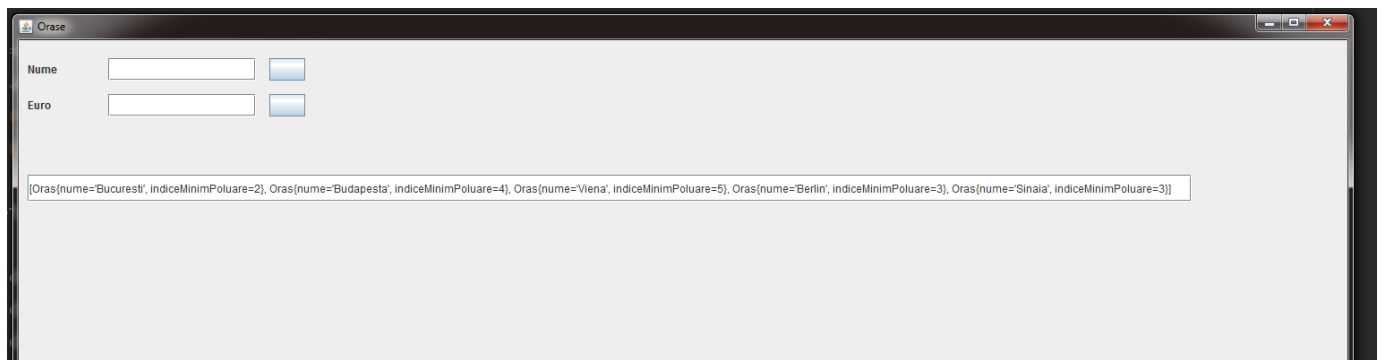 Orase
Nume
Euro
[Oras{nume='Bucuresti', indiceMinimPoluare=2}, Oras{nume='Budapesta', indiceMinimPoluare=4}, Oras{nume='Viena', indiceMinimPoluare=5}, Oras{nume='Berlin', indiceMinimPoluare=3}, Oras{nume='Sinaia', indiceMinimPoluare=3}]